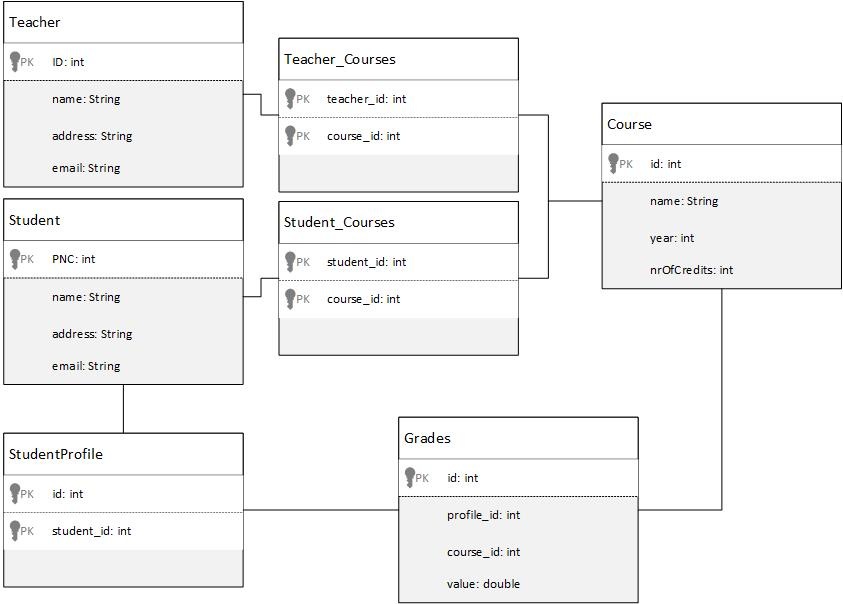 Teacher
PK ID: int
name: String
address: String
email: String
Teacher_Courses
PK teacher_id: int
PK course_id: int
Course
PK id: int
name: String
year: int
nrOfCredits: int
Student
PK PNC: int
name: String
address: String
email: String
Student_Courses
PK student_id: int
PK course_id: int
StudentProfile
PK id: int
PK student_id: int
Grades
PK id: int
profile_id: int
course_id: int
value: double